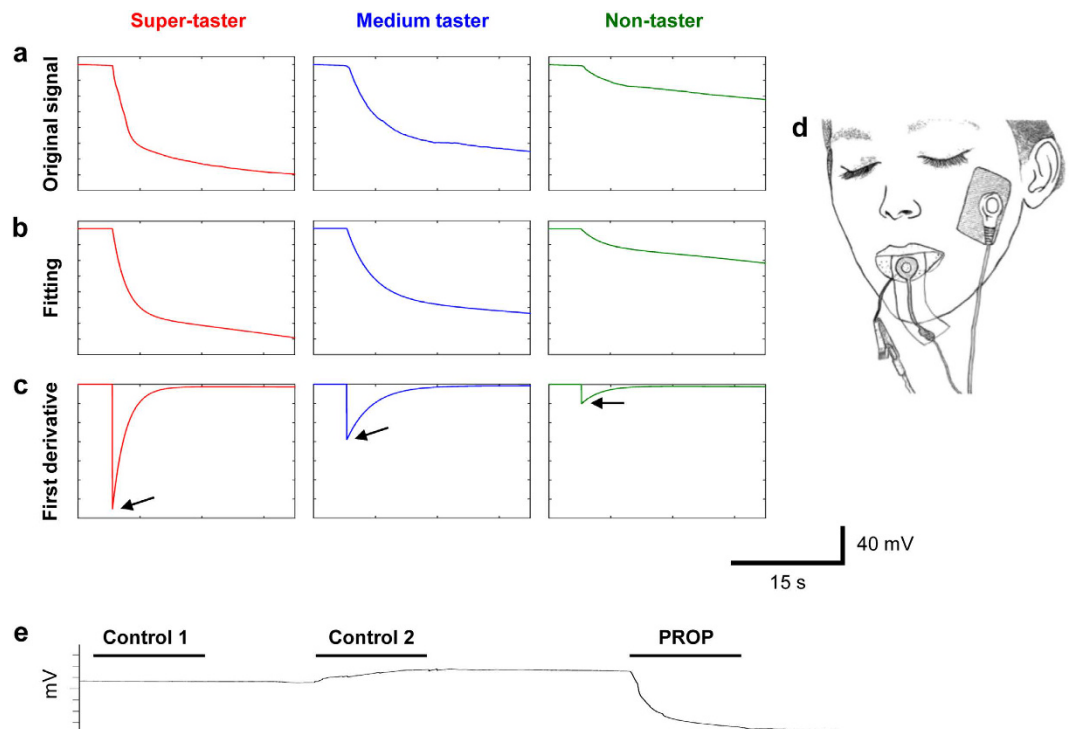 Super-taster Medium taster Non-taster
a
Original signal
b
Fitting
c
First derivative
d
40 mV
15 s
e
Control 1 Control 2 PROP
mV